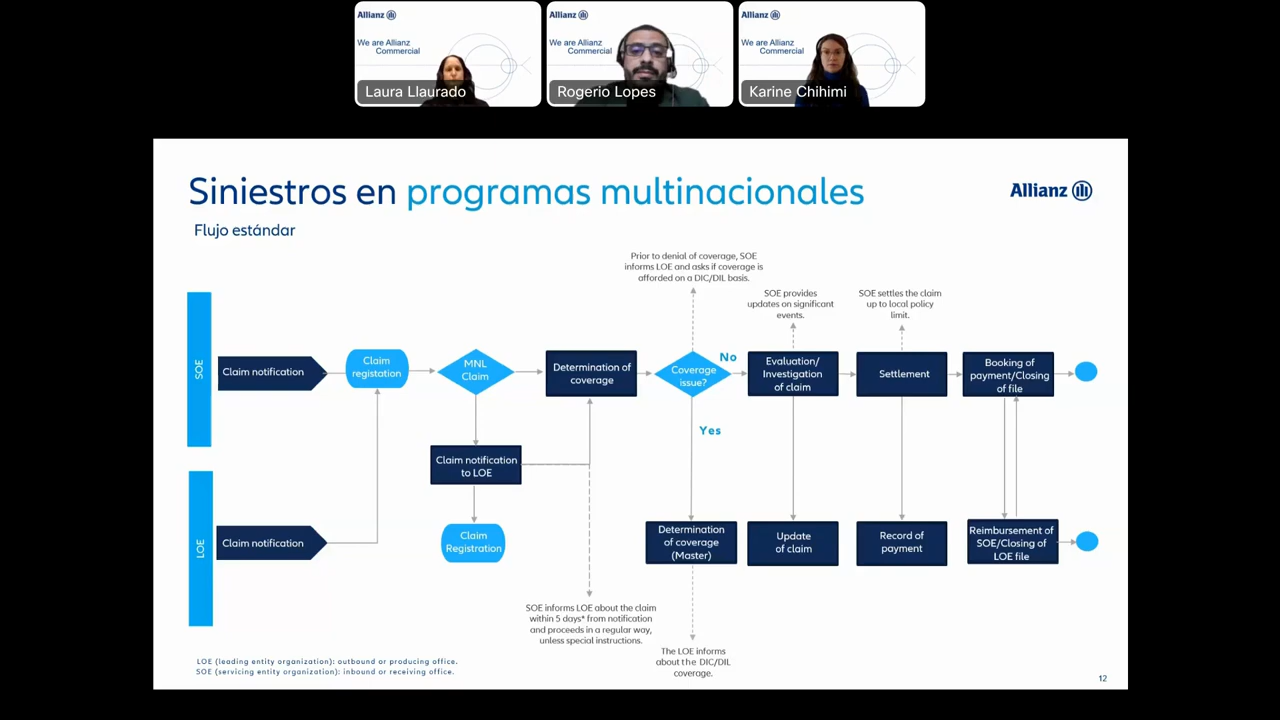 Allianz
We are Allianz
Commercial
Laura Llaurado
Allianz
We are Allianz
Commercial
Rogerio Lopes
Allianz
We are Allianz
Commercial
Karine Chihimi
Siniestros en programas multinacionales
Allianz
Flujo estándar
Prior to denial of coverage, SOE
informs LOE and asks if coverage is
afforded on a DIC/DIL basis.
SOE provides
updates on significant
events.
SOE settles the claim
up to local policy
limit.
SOE
Claim notification
Claim
registation
MNL
Claim
Determination of
coverage
Coverage
issue?
No
Evaluation/
Investigation
of claim
Settlement
Booking of
payment/Closing
of file
Yes
Claim notification
to LOE
LOE
Claim notification
Claim
Registration
Determination
of coverage
(Master)
Update
of claim
Record of
payment
Reimbursement of
SOE/Closing of
LOE file
SOE informs LOE about the claim
within 5 days* from notification
and proceeds in a regular way,
unless special instructions.
The LOE informs
about the DIC/DIL
coverage.
LOE (leading entity organization): outbound or producing office.
SOE (servicing entity organization): inbound or receiving office.
12